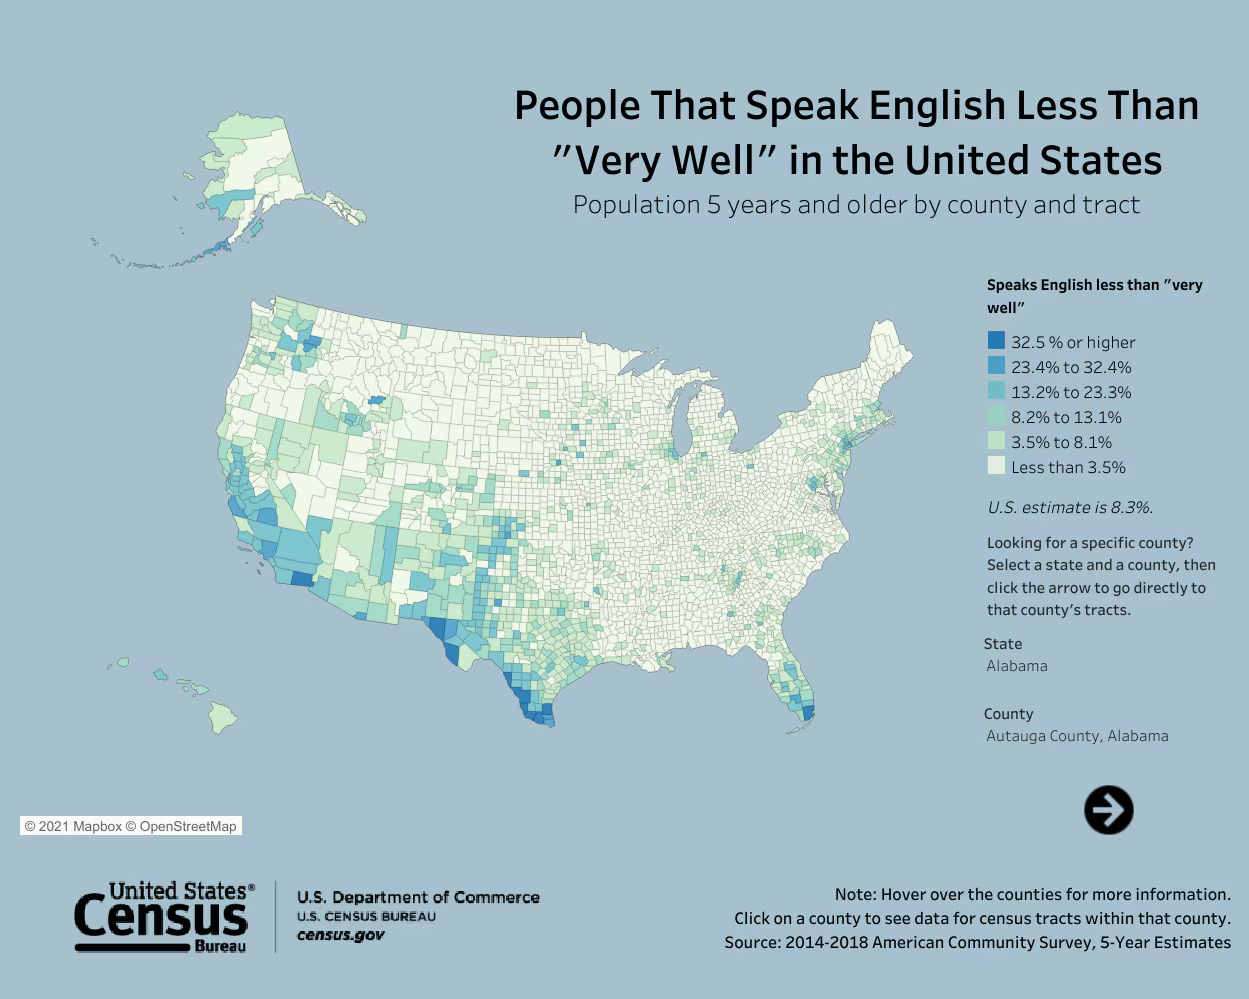 People That Speak English Less Than
"Very Well" in the United States
Population 5 years and older by county and tract
Speaks English less than "very
well"
32.5 % or higher
23.4% to 32.4%
13.2% to 23.3%
8.2% to 13.1%
3.5% to 8.1%
Less than 3.5%
U.S. estimate is 8.3%.
Looking for a specific county?
Select a state and a county, then
click the arrow to go directly to
that county's tracts.
State
Alabama
County
Autauga County, Alabama
© 2021 Mapbox © OpenStreetMap
United States®
Census
Bureau
U.S. Department of Commerce
U.S. CENSUS BUREAU
census.gov
Note: Hover over the counties for more information.
Click on a county to see data for census tracts within that county.
Source: 2014-2018 American Community Survey, 5-Year Estimates